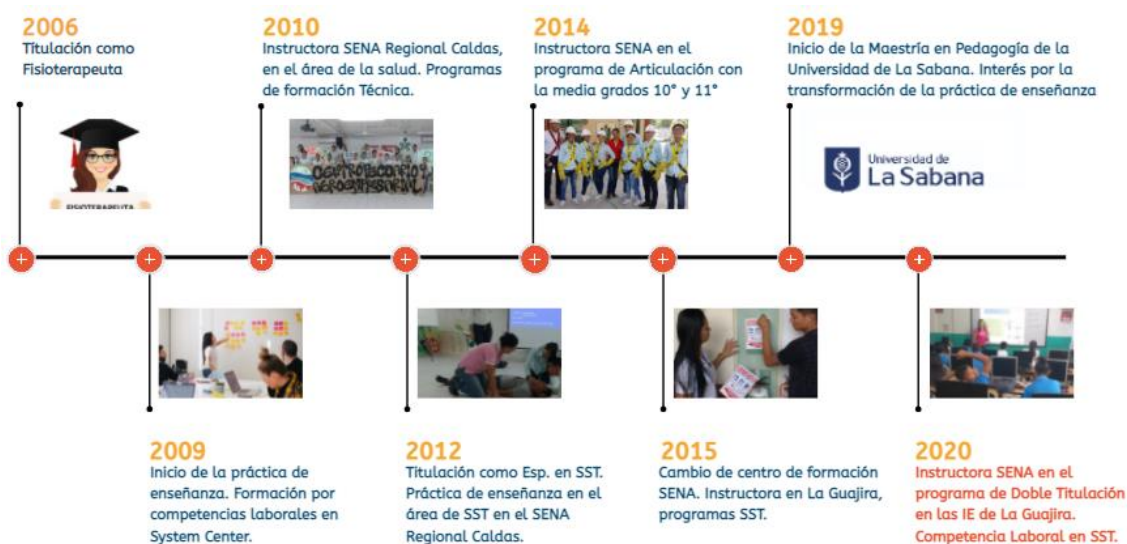 2006
Titulación como
Fisioterapeuta
FISIOTERAPEUTA
2010
Instructora SENA Regional Caldas,
en el área de la salud. Programas
de formación Técnica.
2014
Instructora SENA en el
programa de Articulación con
la media grados 10° y 11°
2019
Inicio de la Maestría en Pedagogía de la
Universidad de La Sabana. Interés por la
transformación de la práctica de enseñanza
Universidad de
La Sabana
2009
Inicio de la práctica de
enseñanza. Formación por
competencias laborales en
System Center.
2012
Titulación como Esp. en SST.
Práctica de enseñanza en el
área de SST en el SENA
Regional Caldas.
2015
Cambio de centro de formación
SENA. Instructora en La Guajira,
programas SST.
2020
Instructora SENA en el
programa de Doble Titulación
en las IE de La Guajira.
Competencia Laboral en SST.